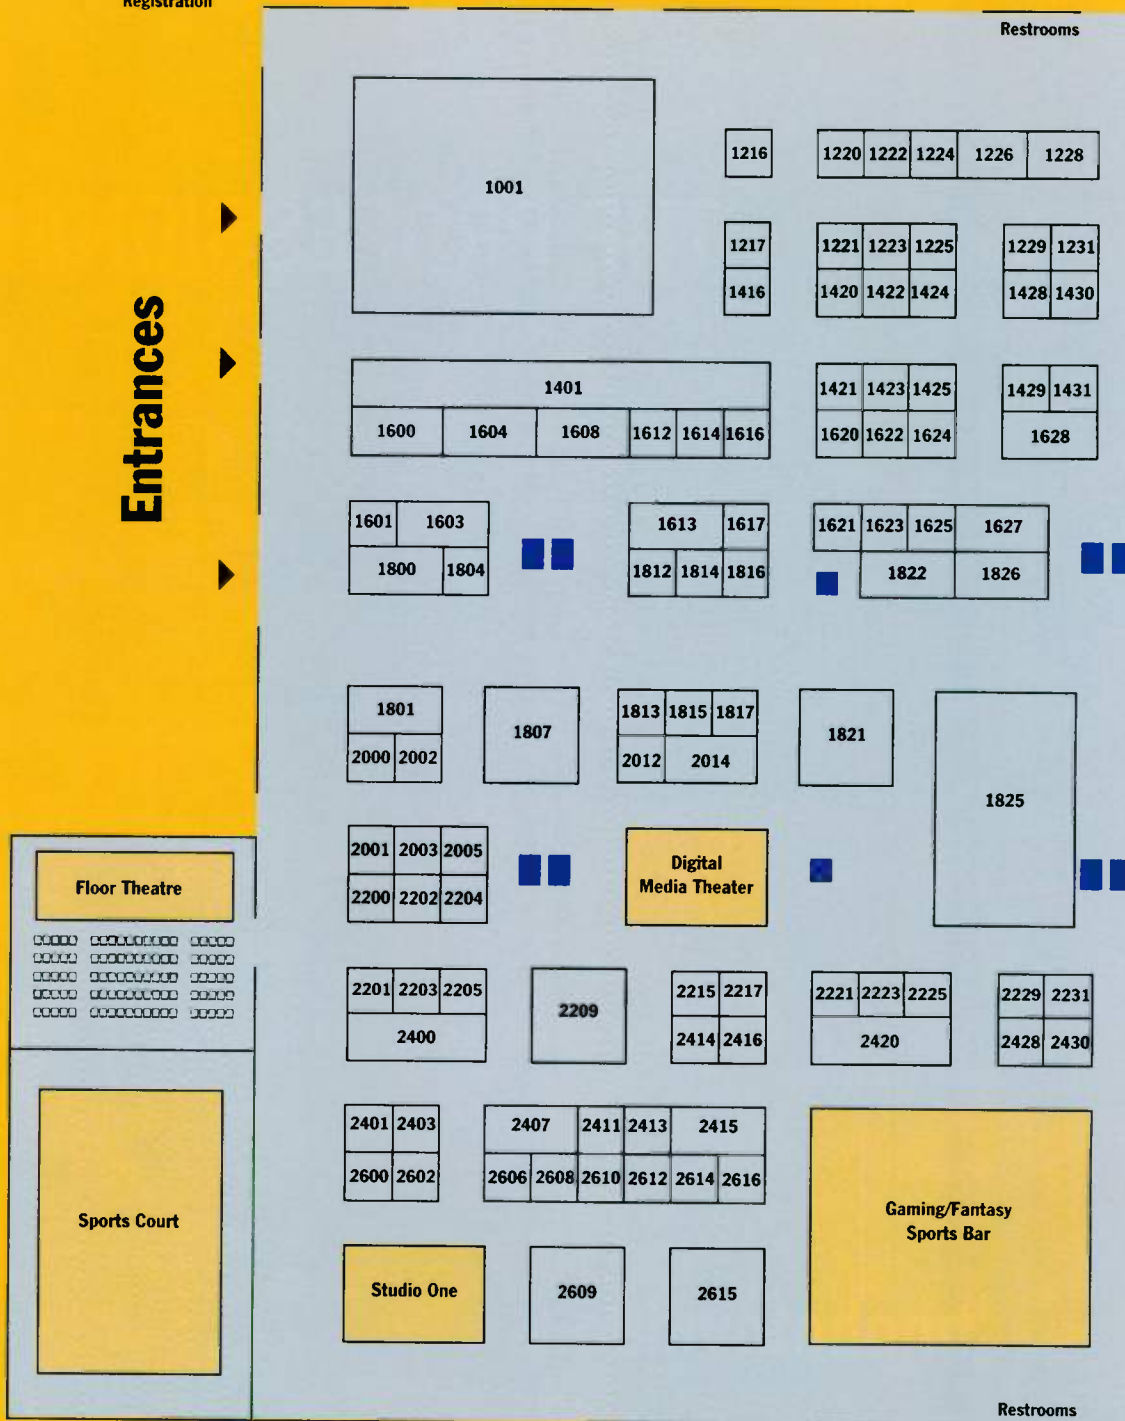 Registration
Restrooms
Entrances
1001
1216
1220 1222 1224 1226 1228
1217
1416
1221 1223 1225
1420 1422 1424
1229 1231
1428 1430
1401
1600 1604 1608 1612 1614 1616
1421 1423 1425
1620 1622 1624
1429 1431
1628
1601 1603
1800 1804
1613 1617
1812 1814 1816
1621 1623 1625 1627
1822 1826
1801
2000 2002
1807
1813 1815 1817
2012 2014
1821
1825
2001 2003 2005
2200 2202 2204
Digital
Media Theater
Floor Theatre
2201 2203 2205
2400
2209
2215 2217
2414 2416
2221 2223 2225
2420
2229 2231
2428 2430
2401 2403
2600 2602
2407 2411 2413 2415
2606 2608 2610 2612 2614 2616
Sports Court
Gaming/Fantasy
Sports Bar
Studio One
2609
2615
Restrooms